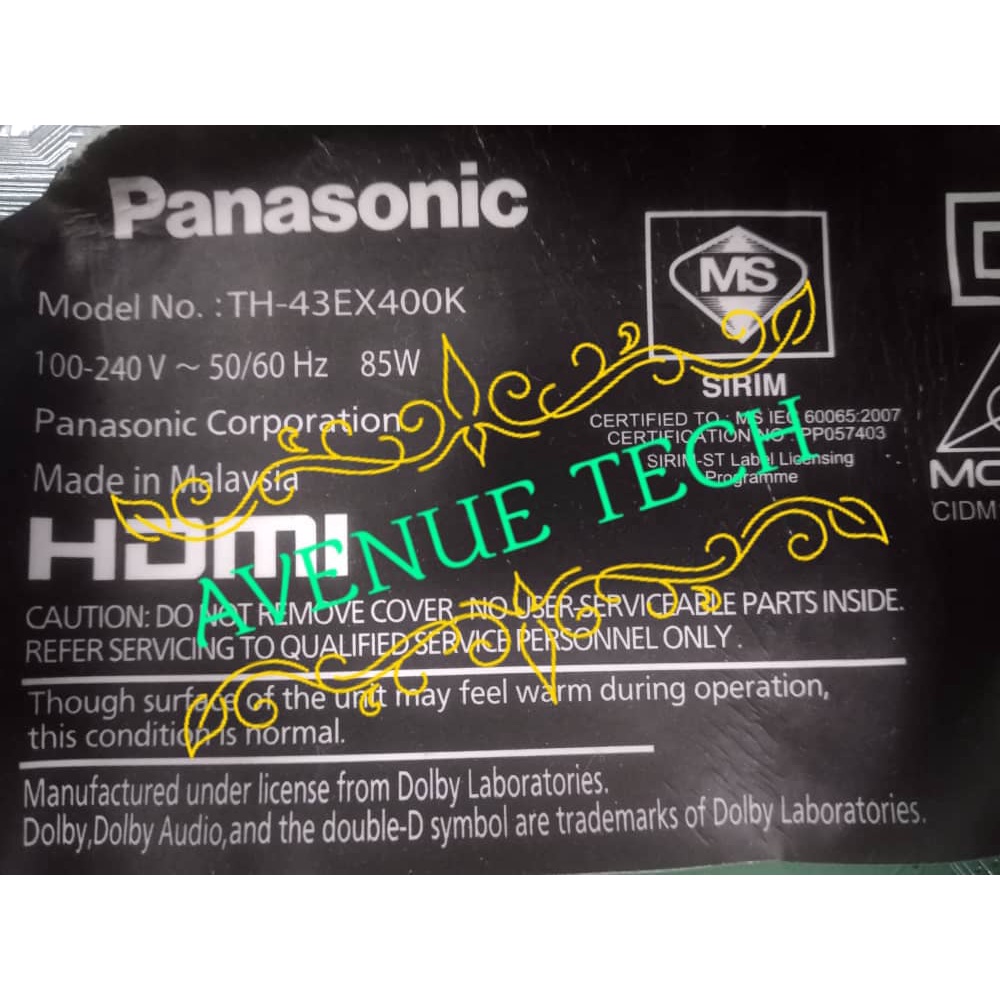 Panasonic
Model No. : TH-43EX400K
100-240 V ~ 50/60 Hz 85W
Panasonic Corporation
Made in Malaysia
HDMI
MS
SIRIM
CERTIFIED TO : MS IEC 60065:2007
CERTIFICATION NO : PP057403
SIRIM-ST Label Licensing
Programme
MC
CIDM
AVENUE TECH
CAUTION: DO NOT REMOVE COVER. NO USER-SERVICEABLE PARTS INSIDE.
REFER SERVICING TO QUALIFIED SERVICE PERSONNEL ONLY.
Though surface of the unit may feel warm during operation,
this condition is normal.
Manufactured under license from Dolby Laboratories.
Dolby,Dolby Audio,and the double-D symbol are trademarks of Dolby Laboratories.